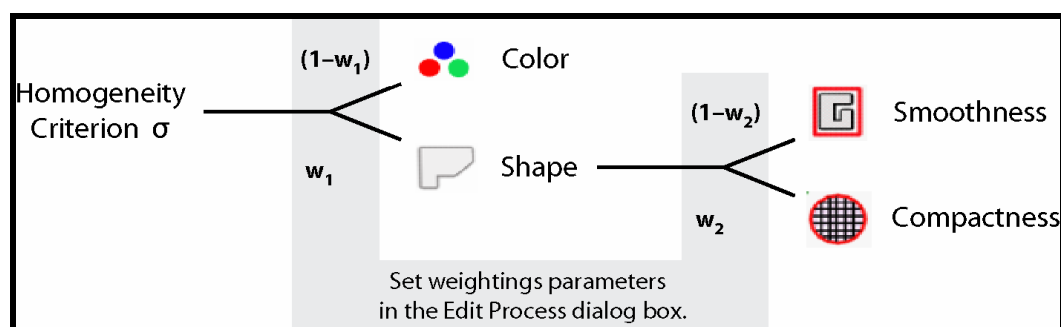 Homogeneity
Criterion σ
(1–w1)
w1
Color
Shape
(1–w2)
w2
Smoothness
Compactness
Set weightings parameters
in the Edit Process dialog box.